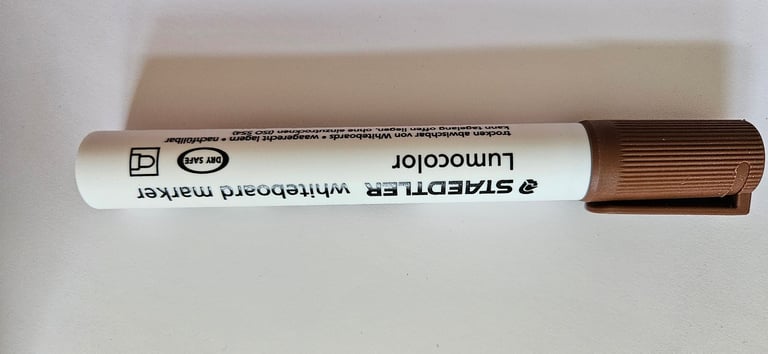 STAEDTLER whiteboard marker
Lumocolor
DRY SAFE
trocken abwischbar von Whiteboards • waagerecht lagern • nachfüllbar
kann tagelang offen liegen, ohne einzutrocknen (ISO 554)